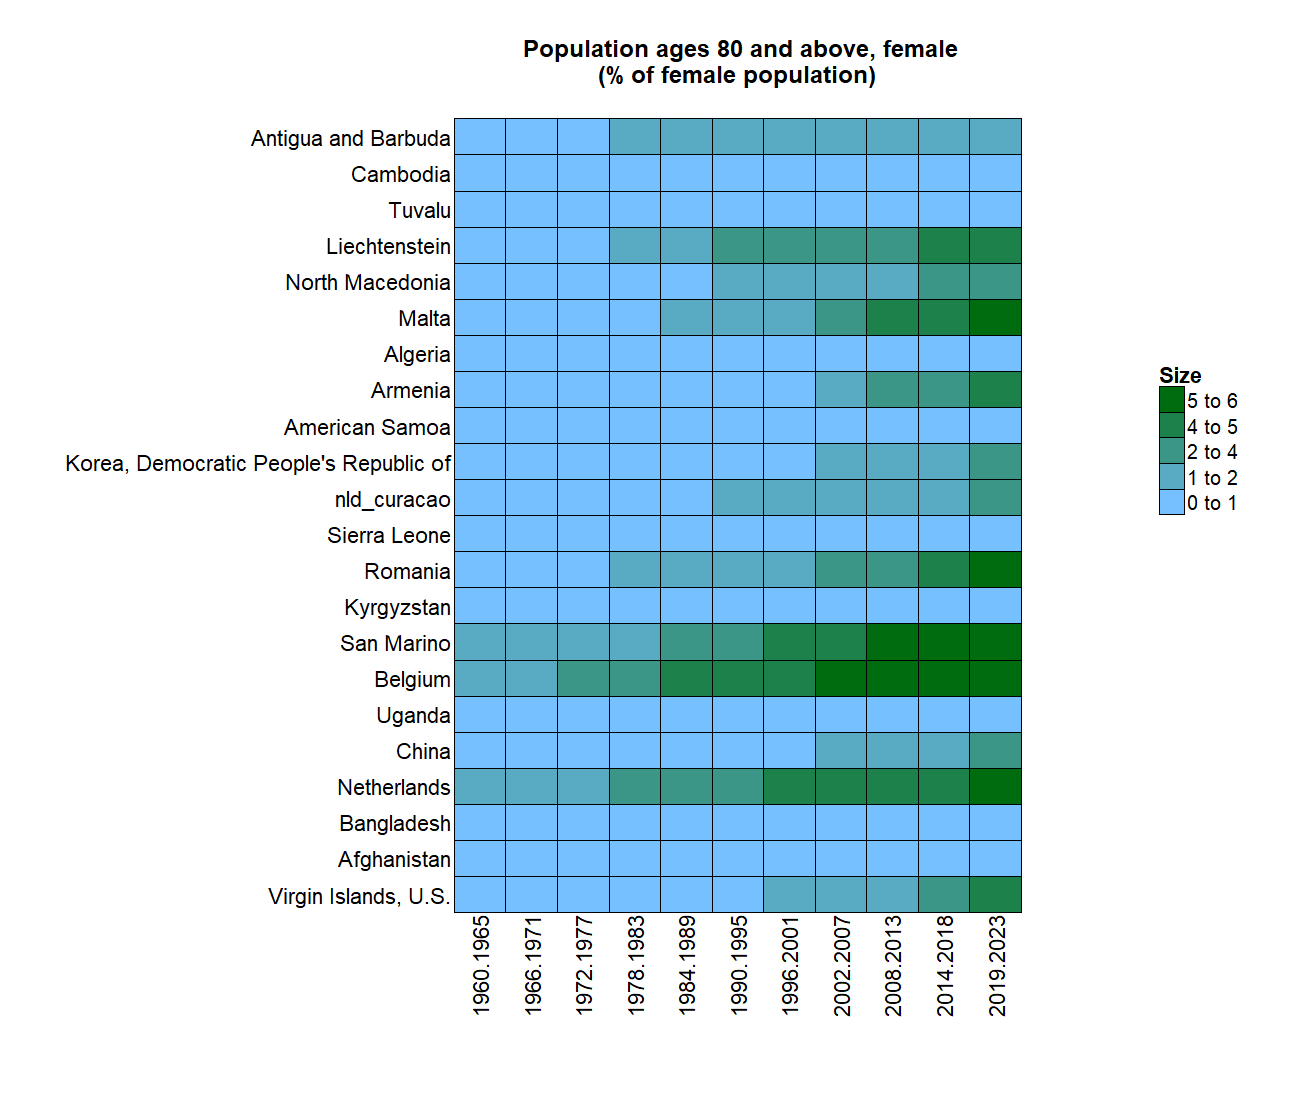 Population ages 80 and above, female
(% of female population)
Antigua and Barbuda
Cambodia
Tuvalu
Liechtenstein
North Macedonia
Malta
Algeria
Armenia
American Samoa
Korea, Democratic People's Republic of
nld_curacao
Sierra Leone
Romania
Kyrgyzstan
San Marino
Belgium
Uganda
China
Netherlands
Bangladesh
Afghanistan
Virgin Islands, U.S.
1960.1965
1966.1971
1972.1977
1978.1983
1984.1989
1990.1995
1996.2001
2002.2007
2008.2013
2014.2018
2019.2023
Size
5 to 6
4 to 5
2 to 4
1 to 2
0 to 1